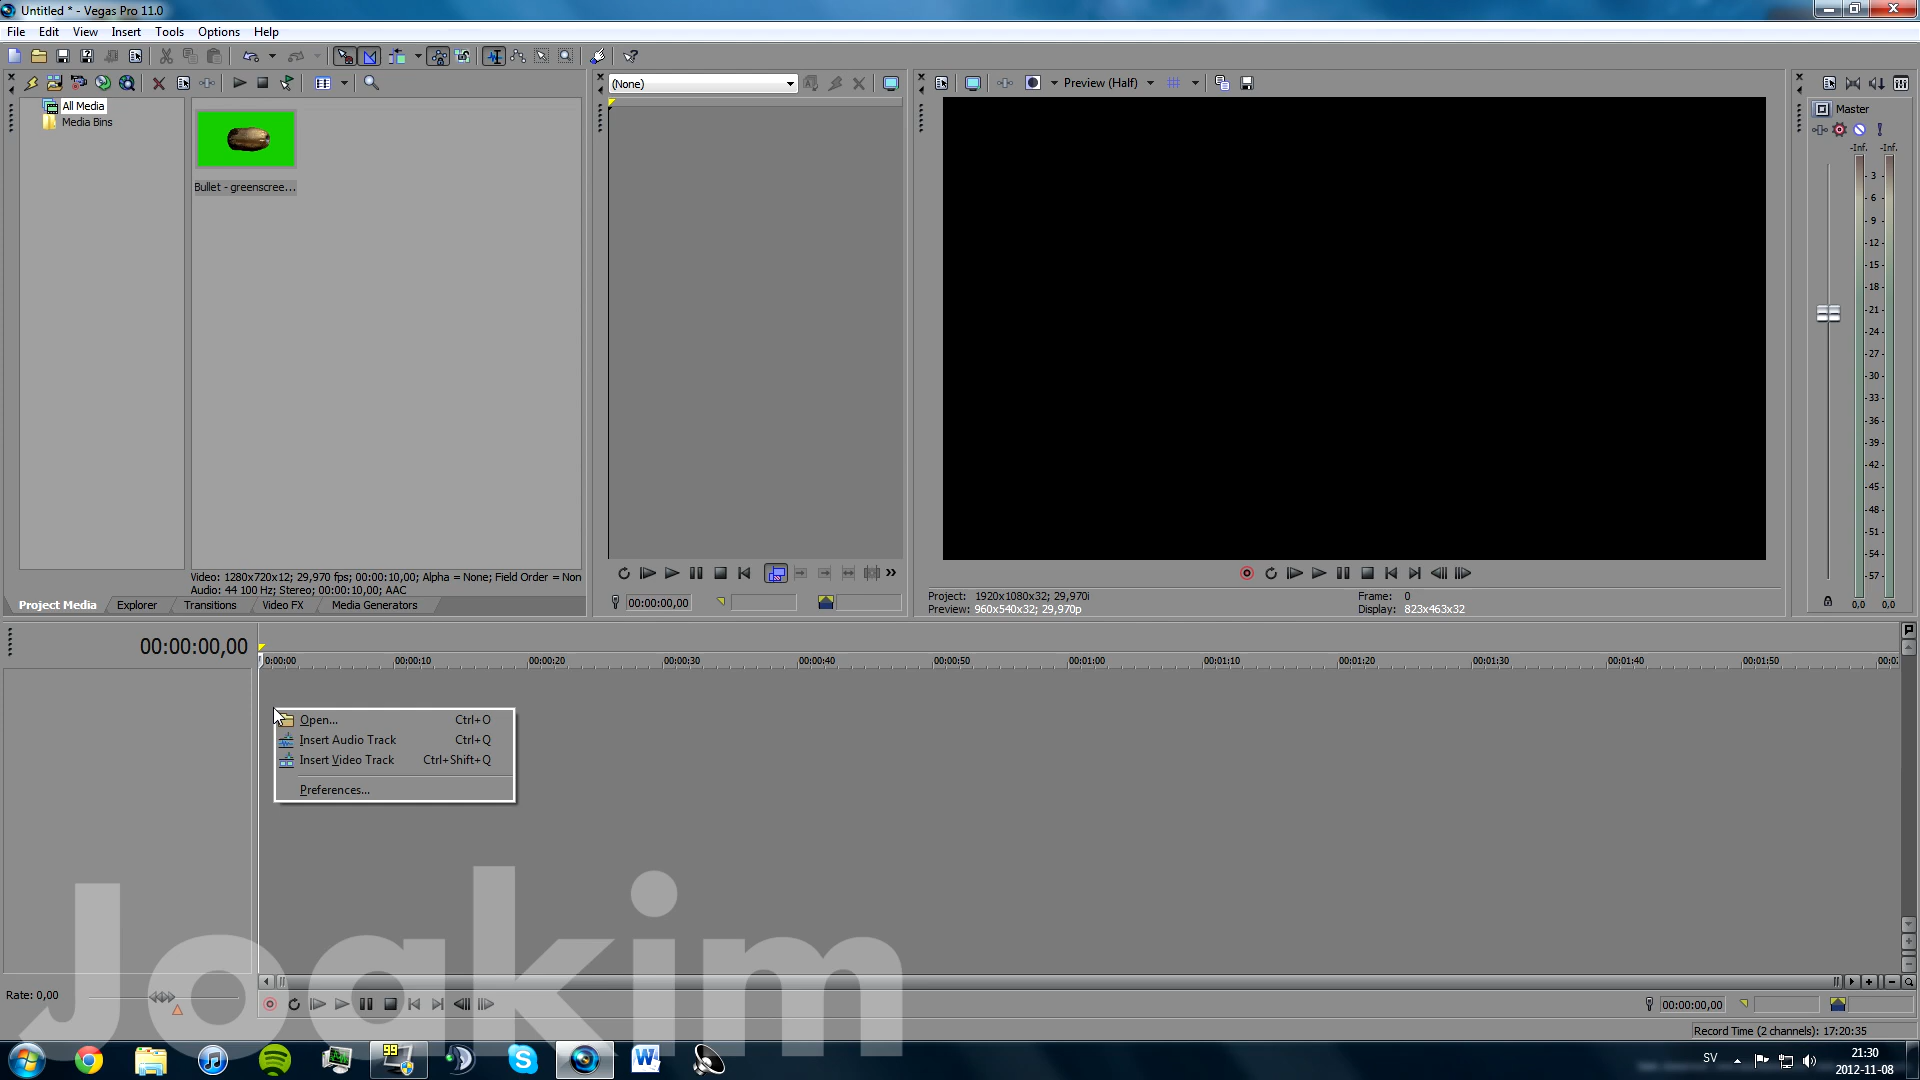 Untitled * - Vegas Pro 11.0
File Edit View Insert Tools Options Help
(None)
Preview (Half)
All Media
Media Bins
Bullet - greenscree...
Master
-Inf. -Inf.
3
6
9
12
15
18
21
24
27
30
33
36
39
42
45
48
51
54
57
0,0 0,0
Video: 1280x720x12; 29,970 fps; 00:00:10,00; Alpha = None; Field Order = Non
Audio: 44 100 Hz; Stereo; 00:00:10,00; AAC
Project Media Explorer Transitions Video FX Media Generators
00:00:00,00
Project: 1920x1080x32; 29,970i
Preview: 960x540x32; 29,970p
Frame: 0
Display: 823x463x32
00:00:00,00
0:00:00 00:00:10 00:00:20 00:00:30 00:00:40 00:00:50 00:01:00 00:01:10 00:01:20 00:01:30 00:01:40 00:01:50 00:0
Open... Ctrl+O
Insert Audio Track Ctrl+Q
Insert Video Track Ctrl+Shift+Q
Preferences...
Joakim
Rate: 0,00
00:00:00,00
Record Time (2 channels): 17:20:35
99
SV
21:30
2012-11-08